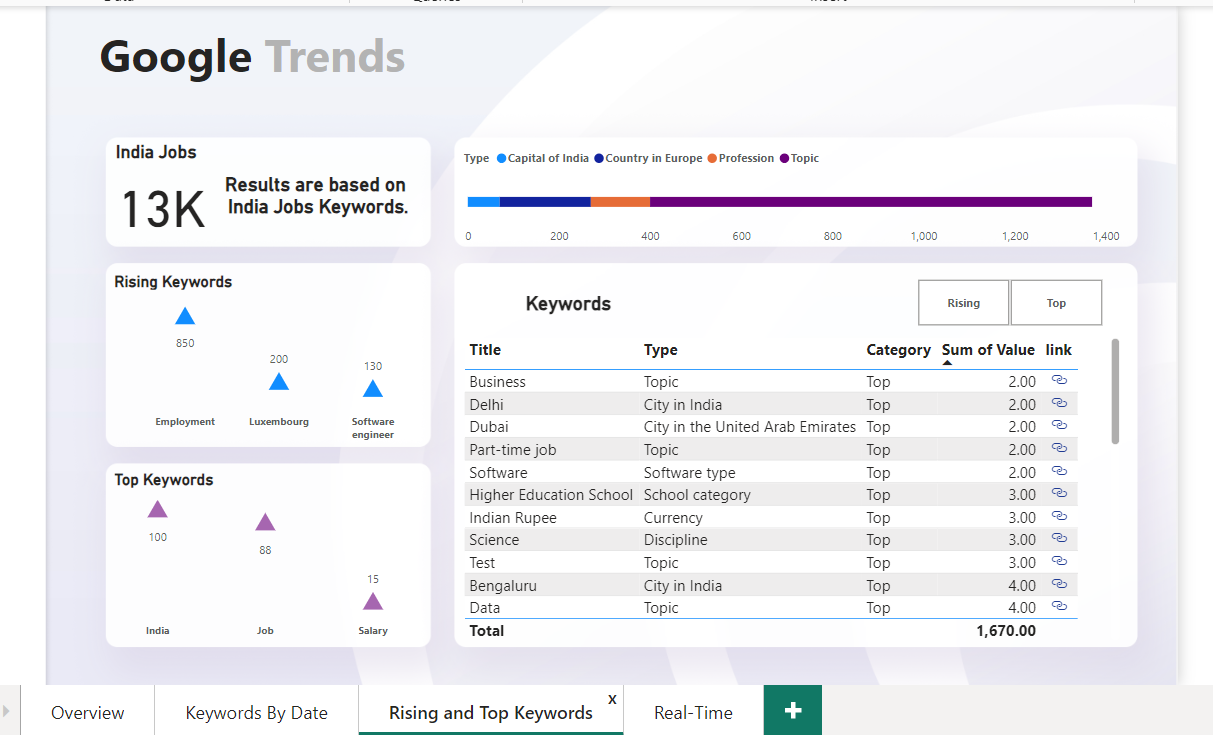 Google Trends
India Jobs
13K
Results are based on
India Jobs Keywords.
Type Capital of India Country in Europe Profession Topic
0 200 400 600 800 1,000 1,200 1,400
Rising Keywords
850
200
130
Employment Luxembourg Software
engineer
Top Keywords
100
88
15
India Job Salary
Keywords
Rising Top
Title Type Category Sum of Value link
Business Topic Top 2.00
Delhi City in India Top 2.00
Dubai City in the United Arab Emirates Top 2.00
Part-time job Topic Top 2.00
Software Software type Top 2.00
Higher Education School School category Top 3.00
Indian Rupee Currency Top 3.00
Science Discipline Top 3.00
Test Topic Top 3.00
Bengaluru City in India Top 4.00
Data Topic Top 4.00
Total 1,670.00
Overview Keywords By Date Rising and Top Keywords x Real-Time +